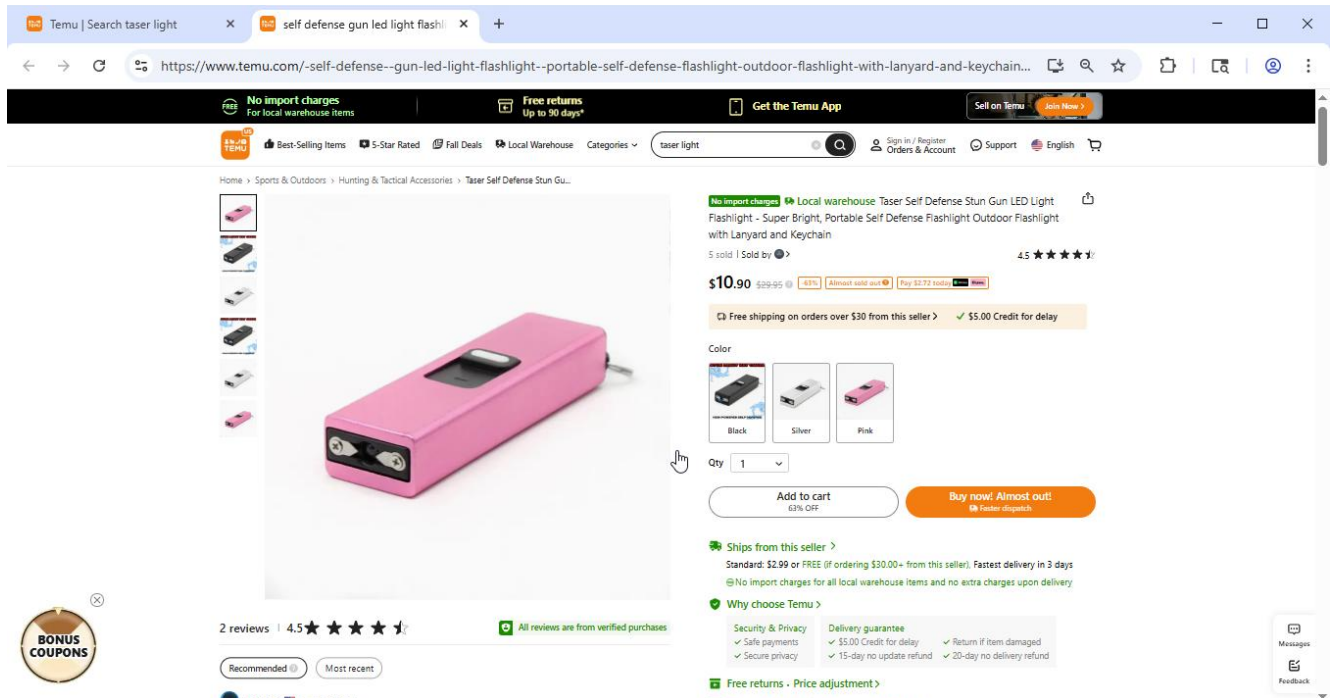 Temu | Search taser light
self defense gun led light flashli
https://www.temu.com/-self-defense--gun-led-light-flashlight--portable-self-defense-flashlight-outdoor-flashlight-with-lanyard-and-keychain...
FREE
No import charges
For local warehouse items
Free returns
Up to 90 days*
Get the Temu App
Sell on Temu
Join Now >
TEMU
US
Best-Selling Items
5-Star Rated
Fall Deals
Local Warehouse
Categories
taser light
Sign in / Register
Orders & Account
Support
English
Home > Sports & Outdoors > Hunting & Tactical Accessories > Taser Self Defense Stun Gu...
No import charges Local warehouse Taser Self Defense Stun Gun LED Light
Flashlight - Super Bright, Portable Self Defense Flashlight Outdoor Flashlight
with Lanyard and Keychain
5 sold | Sold by >
4.5
$10.90 $29.95 -63% Almost sold out Pay $2.72 today
Free shipping on orders over $30 from this seller >
$5.00 Credit for delay
Color
Black
Silver
Pink
Qty 1
Add to cart
63% OFF
Buy now! Almost out!
Faster dispatch
Ships from this seller >
Standard: $2.99 or FREE (if ordering $30.00+ from this seller), Fastest delivery in 3 days
No import charges for all local warehouse items and no extra charges upon delivery
Why choose Temu >
Security & Privacy
Safe payments
Secure privacy
Delivery guarantee
$5.00 Credit for delay
Return if item damaged
15-day no update refund
20-day no delivery refund
Free returns · Price adjustment >
2 reviews | 4.5
All reviews are from verified purchases
Recommended
Most recent
BONUS
COUPONS
Messages
Feedback